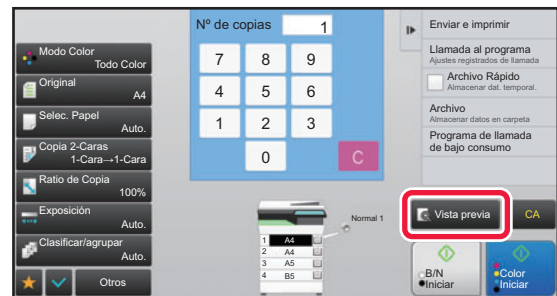 Nº de copias 1
Modo Color
Todo Color
Original
A4
Selec. Papel
Auto.
Copia 2-Caras
1-Cara→1-Cara
Ratio de Copia
100%
Exposición
Auto.
Clasificar/agrupar
Auto.
Otros
7 8 9
4 5 6
1 2 3
0 C
Normal 1
1 A4
2 A4
3 A5
4 B5
Enviar e imprimir
Llamada al programa
Ajustes registrados de llamada
Archivo Rápido
Almacenar dat. temporal.
Archivo
Almacenar datos en carpeta
Programa de llamada
de bajo consumo
Vista previa
CA
B/N
Iniciar
Color
Iniciar